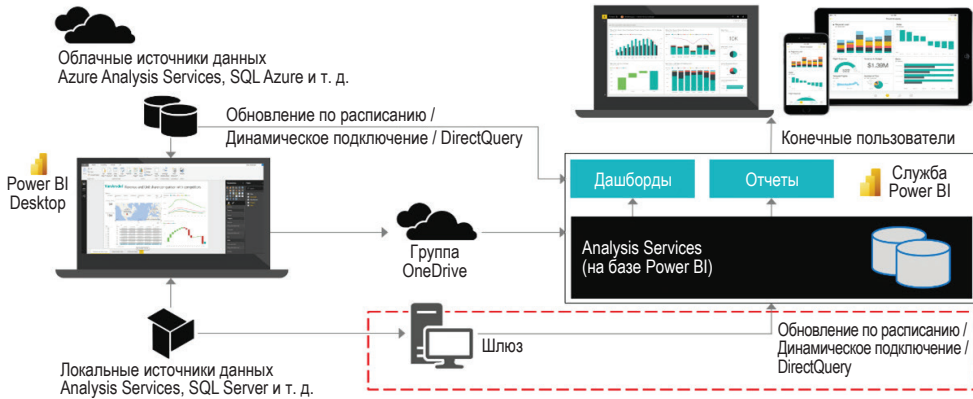 Облачные источники данных
Azure Analysis Services, SQL Azure и т. д.
Обновление по расписанию /
Динамическое подключение / DirectQuery
Конечные пользователи
Power BI
Desktop
Дашборды
Отчеты
Служба
Power BI
Группа
OneDrive
Analysis Services
(на базе Power BI)
Шлюз
Обновление по расписанию /
Динамическое подключение /
DirectQuery
Локальные источники данных
Analysis Services, SQL Server и т. д.
$1.39M